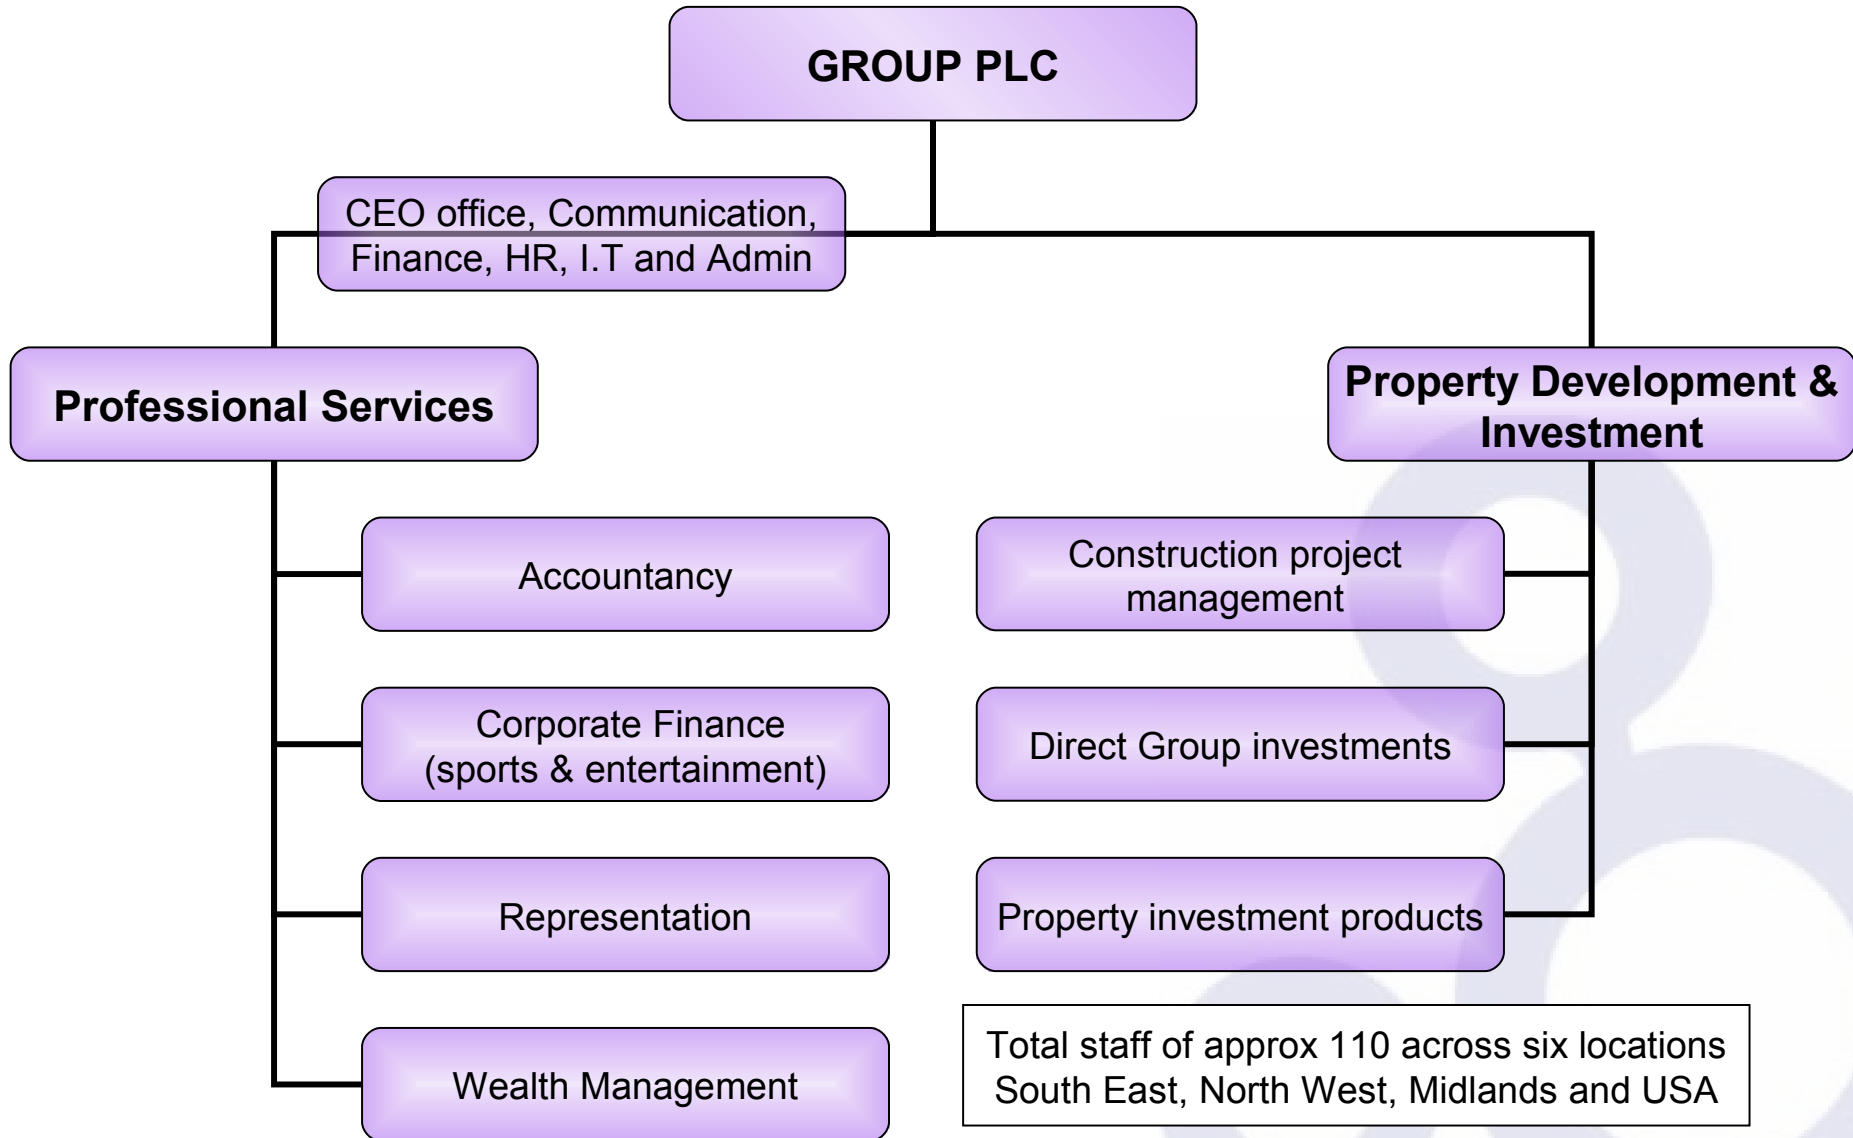 GROUP PLC
CEO office, Communication,
Finance, HR, I.T and Admin
Professional Services
Property Development &
Investment
Accountancy
Construction project
management
Corporate Finance
(sports & entertainment)
Direct Group investments
Representation
Property investment products
Wealth Management
Total staff of approx 110 across six locations
South East, North West, Midlands and USA